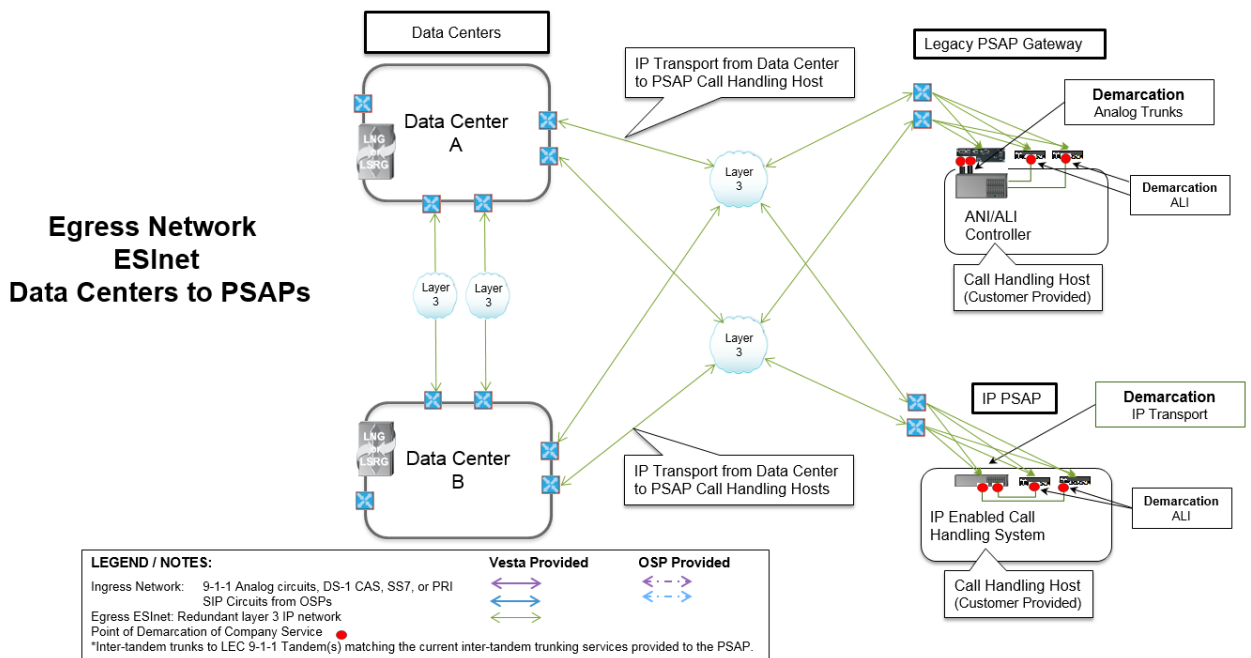 Data Centers
Legacy PSAP Gateway
IP Transport from Data Center
to PSAP Call Handling Host
Demarcation
Analog Trunks
Data Center
A
LNG
LSRG
Layer
3
Demarcation
ALI
ANI/ALI
Controller
Egress Network
ESInet
Data Centers to PSAPs
Call Handling Host
(Customer Provided)
Layer
3
Layer
3
Layer
3
IP PSAP
Demarcation
IP Transport
LNG
LSRG
Data Center
B
IP Transport from Data Center
to PSAP Call Handling Hosts
Demarcation
ALI
IP Enabled Call
Handling System
Call Handling Host
(Customer Provided)
LEGEND / NOTES:
Vesta Provided
OSP Provided
Ingress Network: 9-1-1 Analog circuits, DS-1 CAS, SS7, or PRI
SIP Circuits from OSPs
Egress ESInet: Redundant layer 3 IP network
Point of Demarcation of Company Service
*Inter-tandem trunks to LEC 9-1-1 Tandem(s) matching the current inter-tandem trunking services provided to the PSAP.